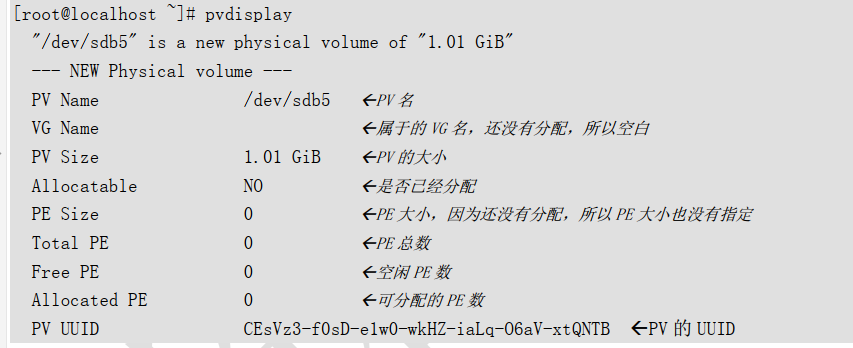 [root@localhost ~]# pvdisplay
"/dev/sdb5" is a new physical volume of "1.01 GiB"
--- NEW Physical volume ---
PV Name /dev/sdb5 ←PV 名
VG Name ←属于的 VG 名，还没有分配，所以空白
PV Size 1.01 GiB ←PV 的大小
Allocatable NO ←是否已经分配
PE Size 0 ←PE 大小，因为还没有分配，所以 PE 大小也没有指定
Total PE 0 ←PE 总数
Free PE 0 ←空闲 PE 数
Allocated PE 0 ←可分配的 PE 数
PV UUID CEsVz3-f0sD-e1wO-wkHZ-iaLq-O6aV-xtQNTB ←PV 的 UUID